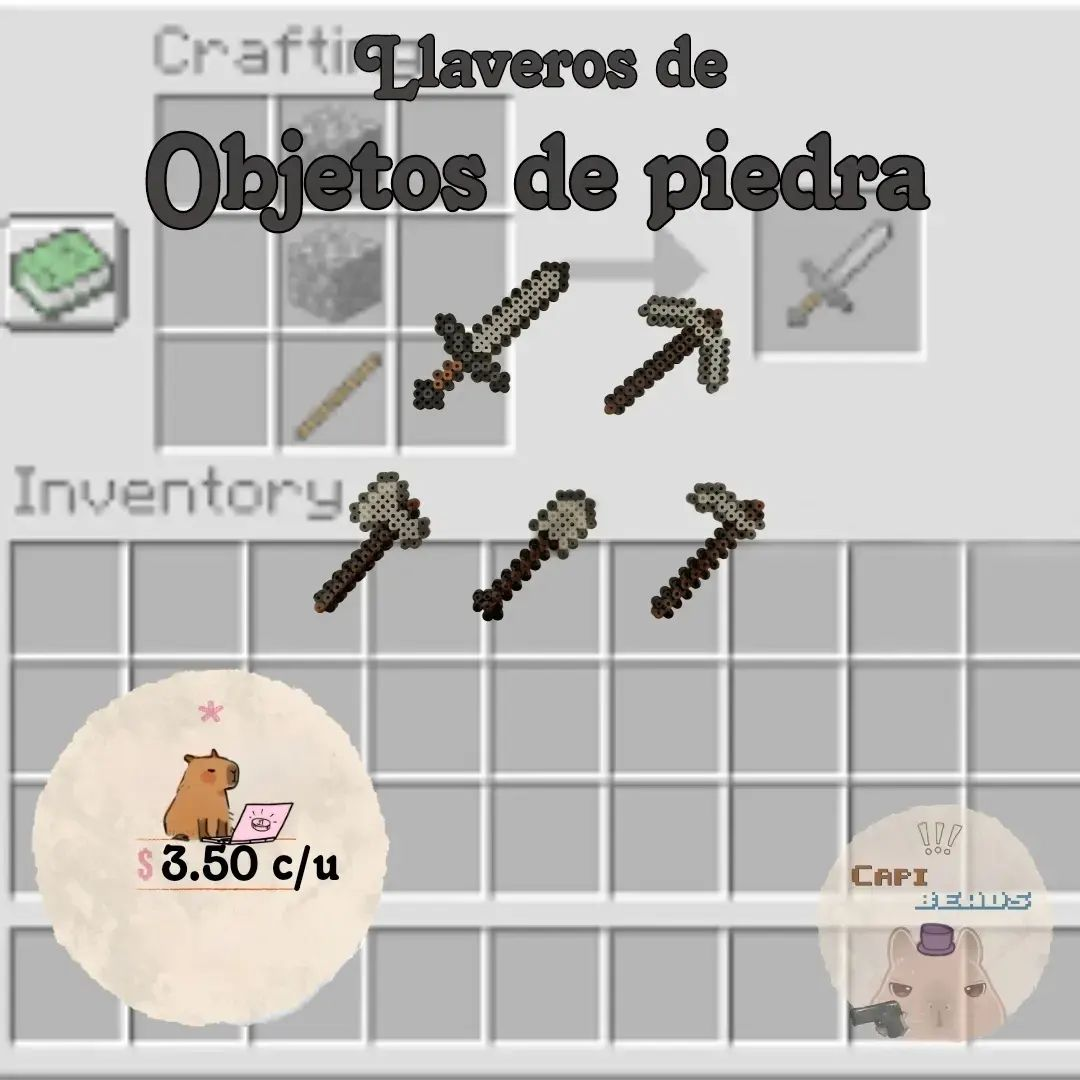 Crafting
Llaveros de
Objetos de piedra
Inventory
$ 3.50 c/u
!!!
CAPI
BEADS